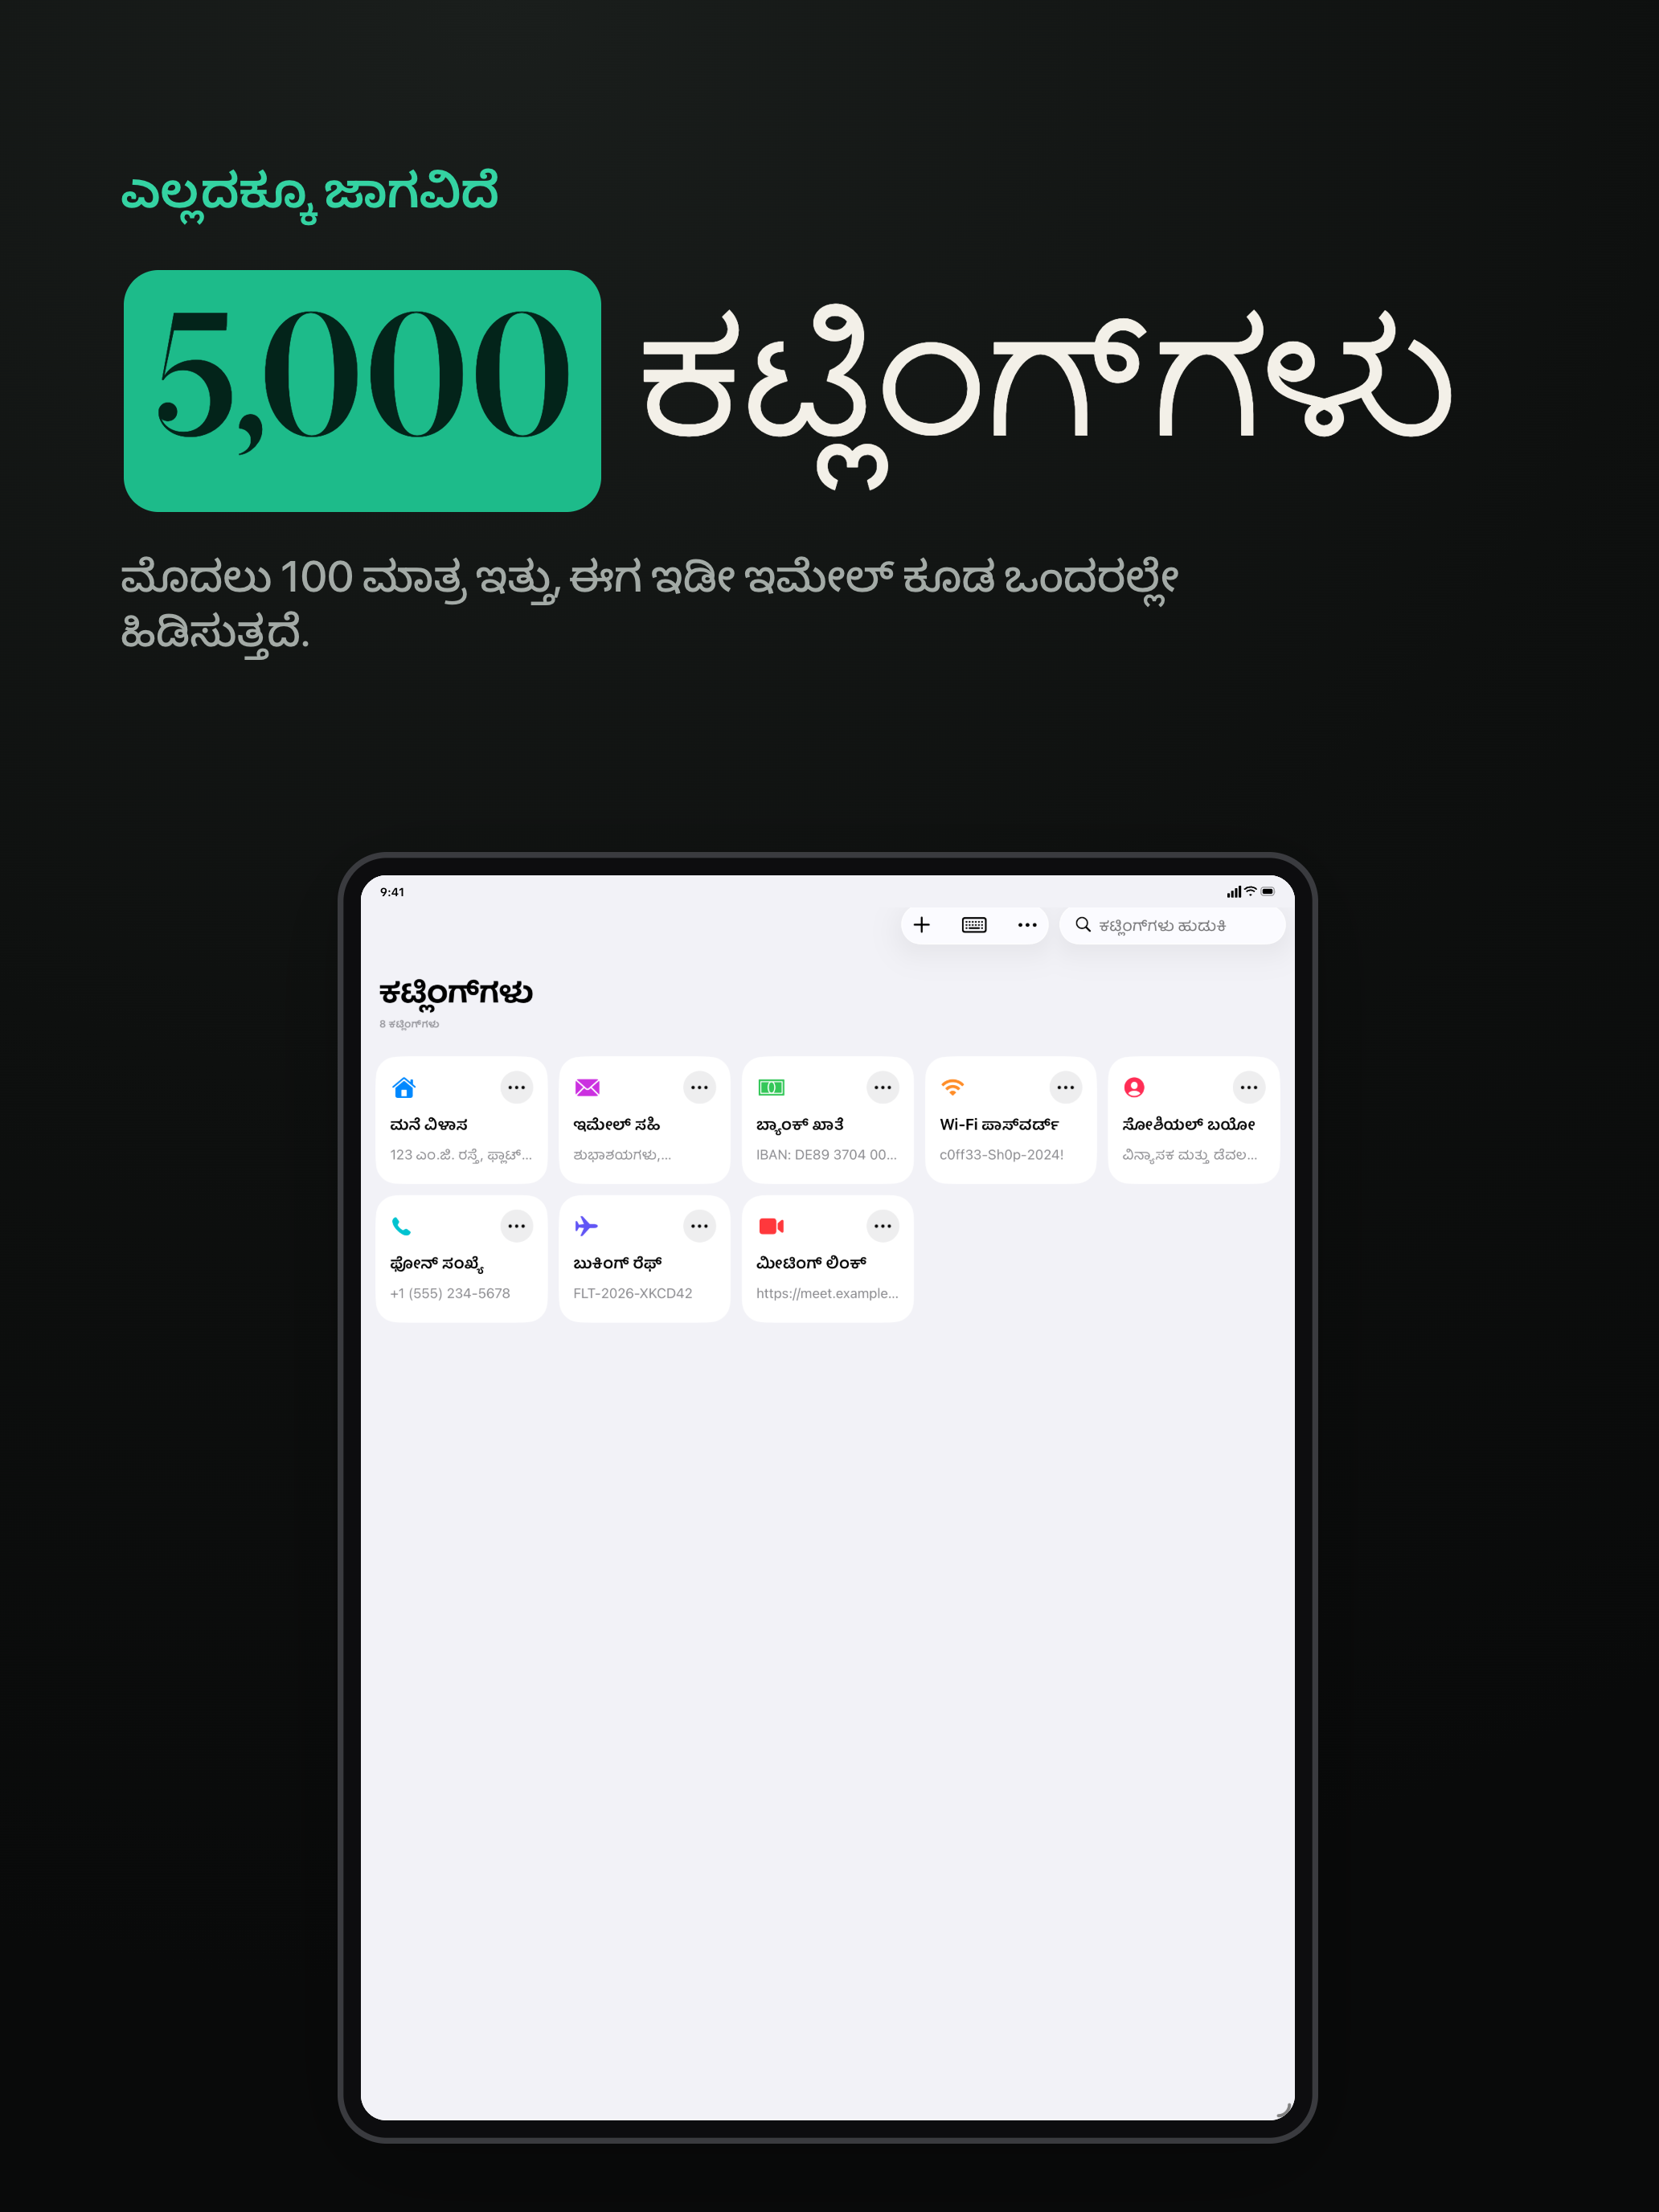 ಎಲ್ಲದಕ್ಕೂ ಜಾಗವಿದೆ
5,000 ಕಟ್ಲಿಂಗ್‌ಗಳು
ಮೊದಲು 100 ಮಾತ್ರ ಇತ್ತು, ಈಗ ಇಡೀ ಇಮೇಲ್ ಕೂಡ ಒಂದರಲ್ಲೇ
ಹಿಡಿಸುತ್ತದೆ.
9:41
ಕಟ್ಲಿಂಗ್‌ಗಳು ಹುಡುಕಿ
ಕಟ್ಲಿಂಗ್‌ಗಳು
8 ಕಟ್ಲಿಂಗ್‌ಗಳು
ಮನೆ ವಿಳಾಸ
123 ಎಂ.ಜಿ. ರಸ್ತೆ, ಫ್ಲಾಟ್...
ಇಮೇಲ್ ಸಹಿ
ಶುಭಾಶಯಗಳು,...
ಬ್ಯಾಂಕ್ ಖಾತೆ
IBAN: DE89 3704 00...
Wi-Fi ಪಾಸ್‌ವರ್ಡ್
c0ff33-Sh0p-2024!
ಸೋಶಿಯಲ್ ಬಯೋ
ವಿನ್ಯಾಸಕ ಮತ್ತು ಡೆವಲ...
ಫೋನ್ ಸಂಖ್ಯೆ
+1 (555) 234-5678
ಬುಕಿಂಗ್ ರೆಫ್
FLT-2026-XKCD42
ಮೀಟಿಂಗ್ ಲಿಂಕ್
https://meet.example...